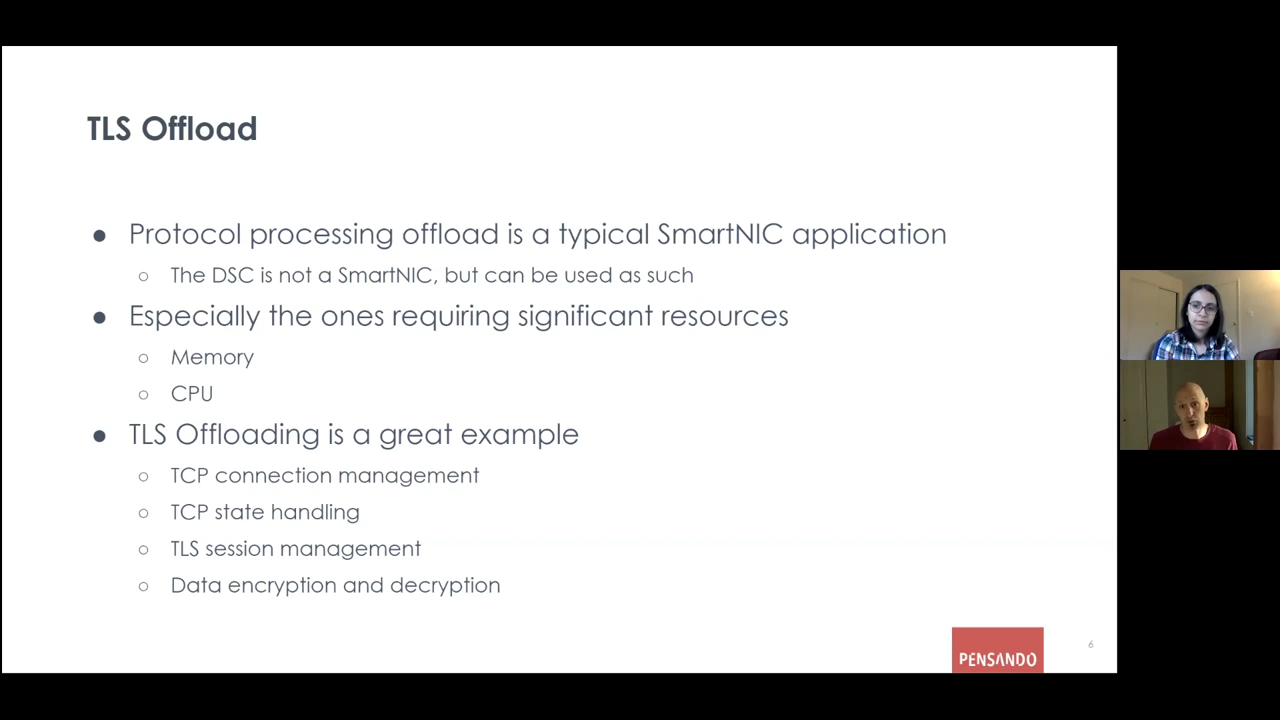 TLS Offload
● Protocol processing offload is a typical SmartNIC application
○ The DSC is not a SmartNIC, but can be used as such
● Especially the ones requiring significant resources
○ Memory
○ CPU
● TLS Offloading is a great example
○ TCP connection management
○ TCP state handling
○ TLS session management
○ Data encryption and decryption
PENSANDO
6